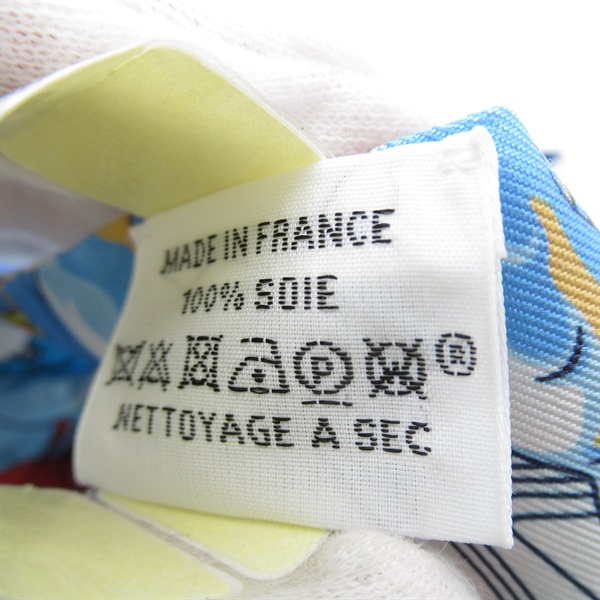 MADE IN FRANCE
100% SOIE
P ®
NETTOYAGE A SEC